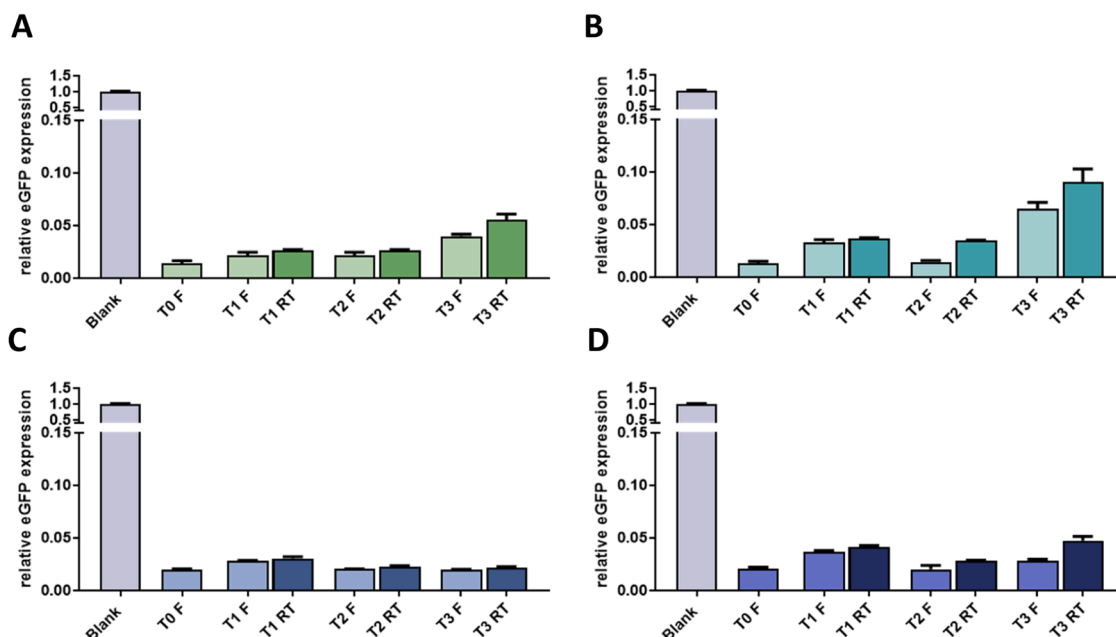 A
relative eGFP expression
1.5
1.0
0.5
0.15
0.10
0.05
0.00
Blank
T0 F
T1 F
T1 RT
T2 F
T2 RT
T3 F
T3 RT
B
relative eGFP expression
1.5
1.0
0.5
0.15
0.10
0.05
0.00
Blank
T0 F
T1 F
T1 RT
T2 F
T2 RT
T3 F
T3 RT
C
relative eGFP expression
1.5
1.0
0.5
0.15
0.10
0.05
0.00
Blank
T0 F
T1 F
T1 RT
T2 F
T2 RT
T3 F
T3 RT
D
relative eGFP expression
1.5
1.0
0.5
0.15
0.10
0.05
0.00
Blank
T0 F
T1 F
T1 RT
T2 F
T2 RT
T3 F
T3 RT